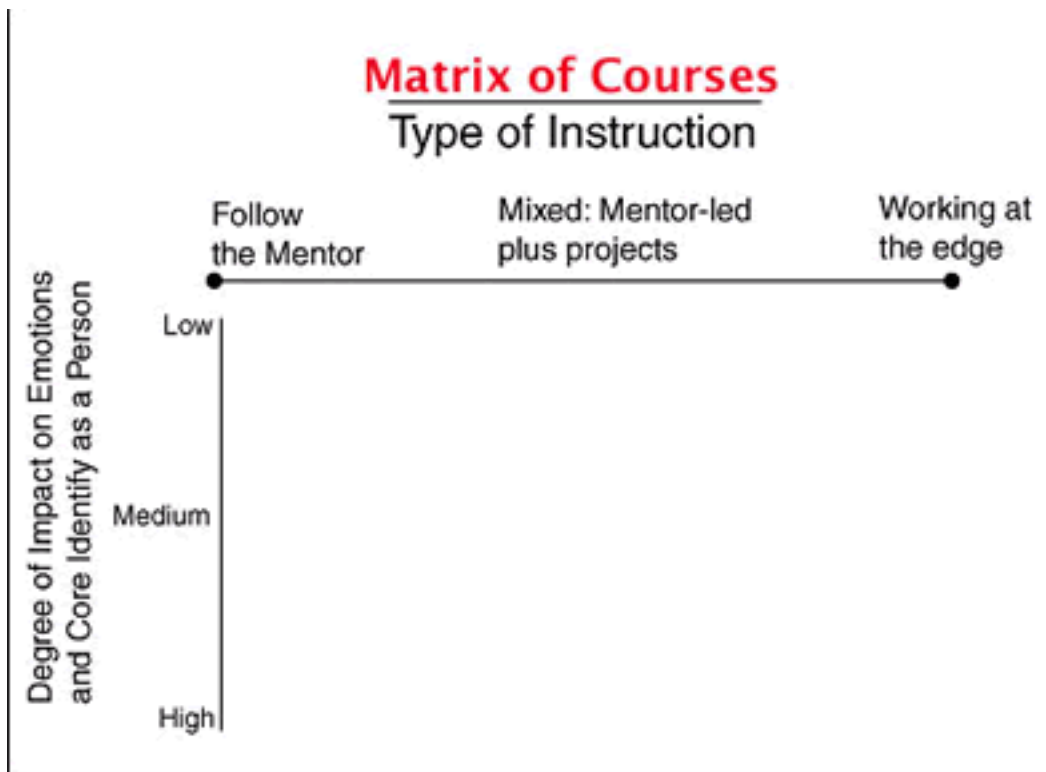 Matrix of Courses
Type of Instruction
Follow
the Mentor
Mixed: Mentor-led
plus projects
Working at
the edge
Degree of Impact on Emotions
and Core Identify as a Person
Low
Medium
High